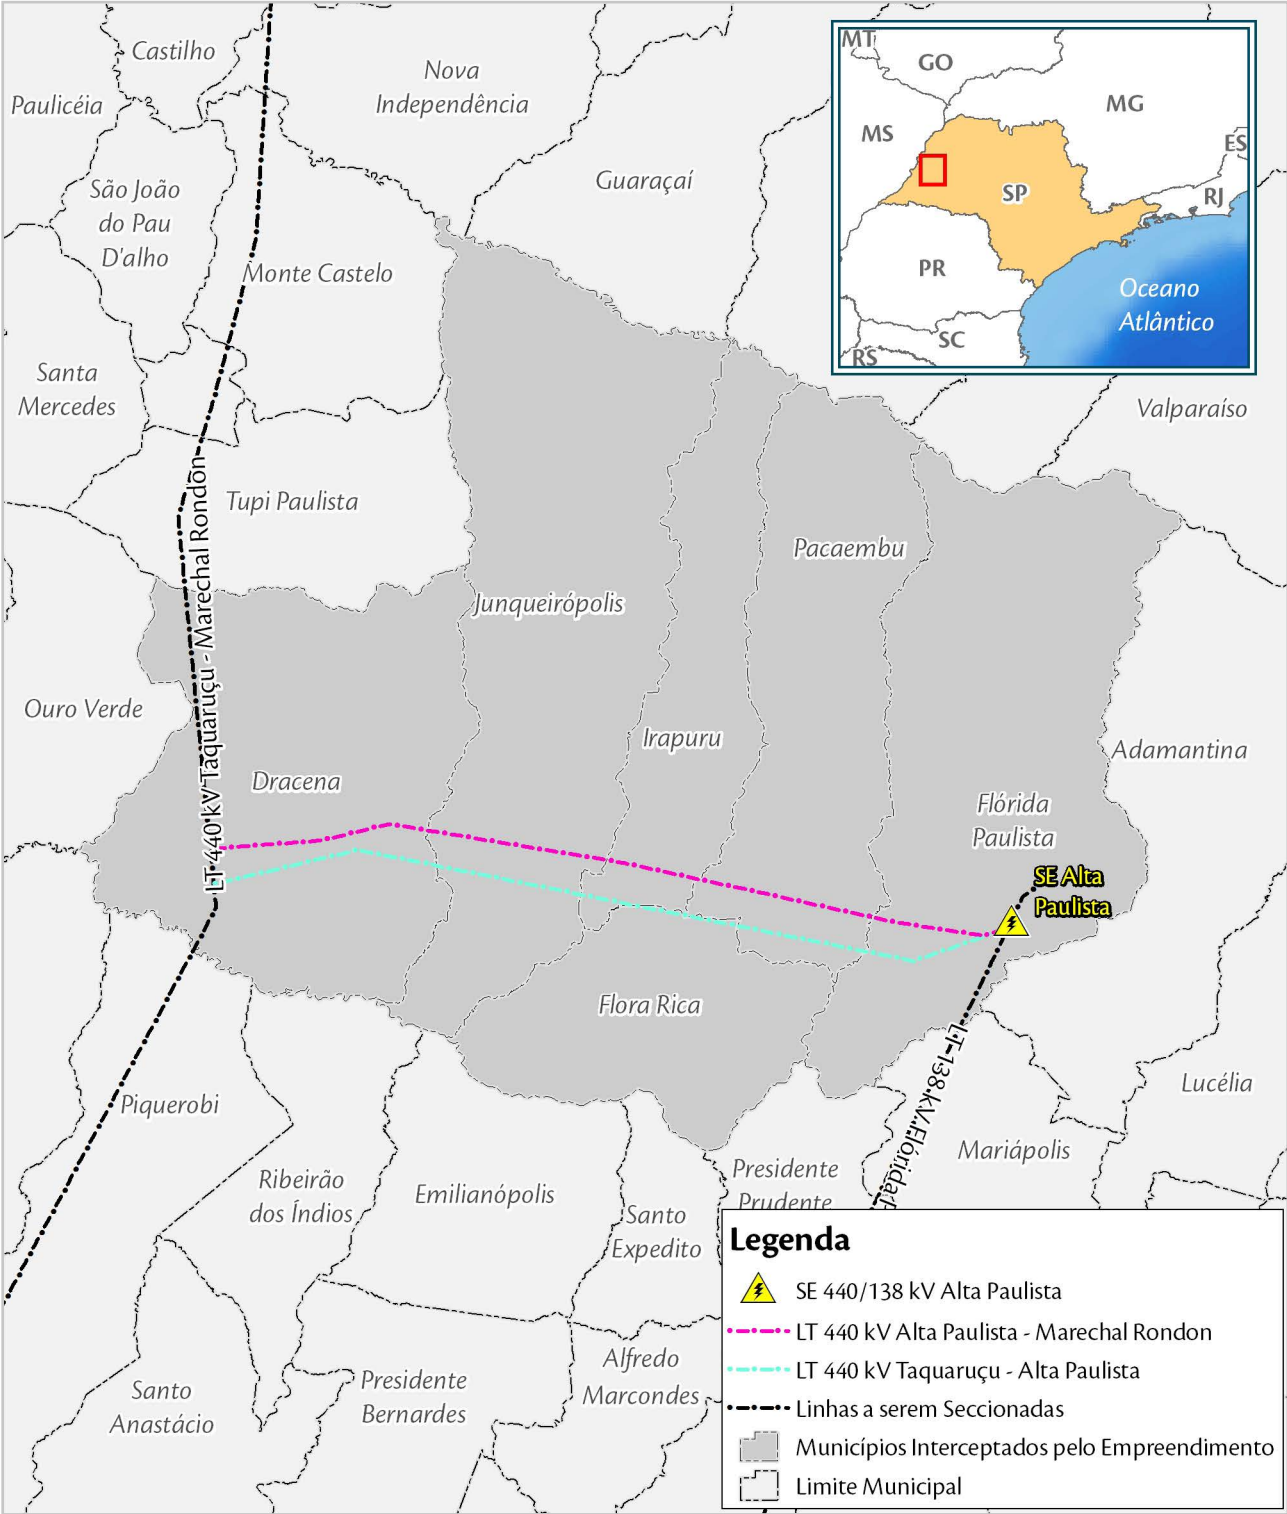 Castilho
Nova
Independência
Paulicéia
São João
do Pau
D'alho
Guaraçaí
Monte Castelo
Santa
Mercedes
Tupi Paulista
Valparaíso
MT
GO
MG
MS
ES
SP
RJ
PR
Oceano
Atlântico
SC
RS
LT 440 kV Taquaruçu - Marechal Rondon
Pacaembu
Junqueirópolis
Ouro Verde
Irapuru
Adamantina
Dracena
Flórida
Paulista
SE Alta
Paulista
Flora Rica
LT 138 kV Flórida
Lucélia
Piquerobi
Mariápolis
Ribeirão
dos Índios
Emilianópolis
Presidente
Prudente
Santo
Expedito
Alfredo
Marcondes
Santo
Anastácio
Presidente
Bernardes
Legenda
SE 440/138 kV Alta Paulista
LT 440 kV Alta Paulista - Marechal Rondon
LT 440 kV Taquaruçu - Alta Paulista
Linhas a serem Seccionadas
Municípios Interceptados pelo Empreendimento
Limite Municipal